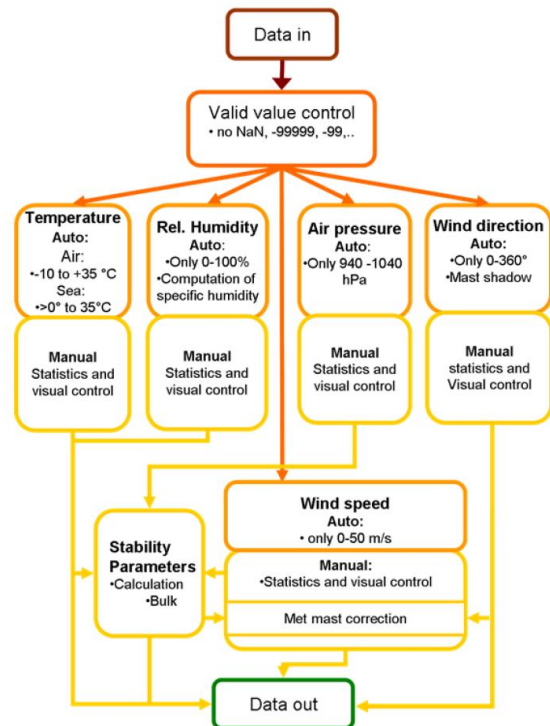 Data in
Valid value control
• no NaN, -99999, -99,..
Temperature
Auto:
Air:
•-10 to +35 °C
Sea:
•>0° to 35°C
Manual
Statistics and
visual control
Rel. Humidity
Auto:
•Only 0-100%
•Computation of
specific humidity
Manual
Statistics and
visual control
Air pressure
Auto:
•Only 940 -1040
hPa
Manual
Statistics and
visual control
Wind direction
Auto:
•Only 0-360°
•Mast shadow
Manual
statistics and
Visual control
Stability
Parameters
•Calculation
•Bulk
Wind speed
Auto:
• only 0-50 m/s
Manual:
•Statistics and visual control
Met mast correction
Data out